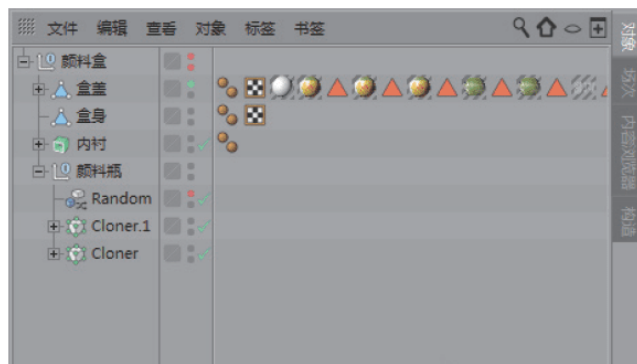 文件 编辑 查看 对象 标签 书签
颜料盒
盒盖
盒身
内村
颜料瓶
Random
Cloner.1
Cloner
对象
场次
内容浏览器
构造